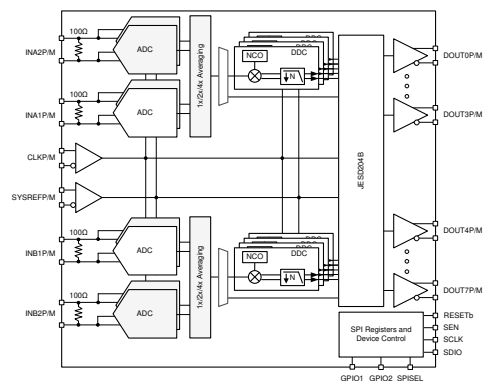 100Ω
INA2P/M
ADC
1x/2x/4x Averaging
DDC
NCO
N
DOUT0P/M
100Ω
INA1P/M
ADC
DOUT3P/M
JESD204B
CLKP/M
SYSREFP/M
100Ω
INB1P/M
ADC
1x/2x/4x Averaging
DDC
NCO
N
DOUT4P/M
100Ω
INB2P/M
ADC
DOUT7P/M
SPI Registers and
Device Control
RESETb
SEN
SCLK
SDIO
GPIO1 GPIO2 SPISEL